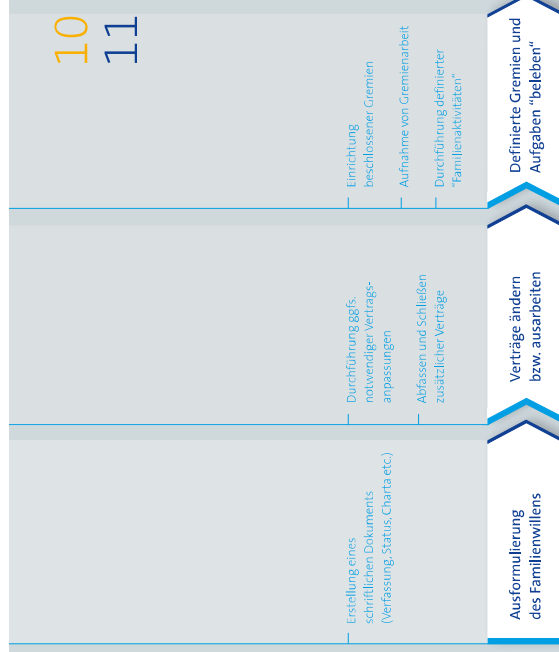 10
11
Ausformulierung
des Familienwillens
Erstellung eines
schriftlichen Dokuments
(Verfassung, Status, Charta etc.)
Verträge ändern
bzw. ausarbeiten
Durchführung ggfs.
notwendiger Vertrags-
anpassungen
Abfassen und Schließen
zusätzlicher Verträge
Definierte Gremien und
Aufgaben "beleben“
Einrichtung
beschlossener Gremien
Aufnahme von Gremienarbeit
Durchführung definierter
"Familienaktivitäten“